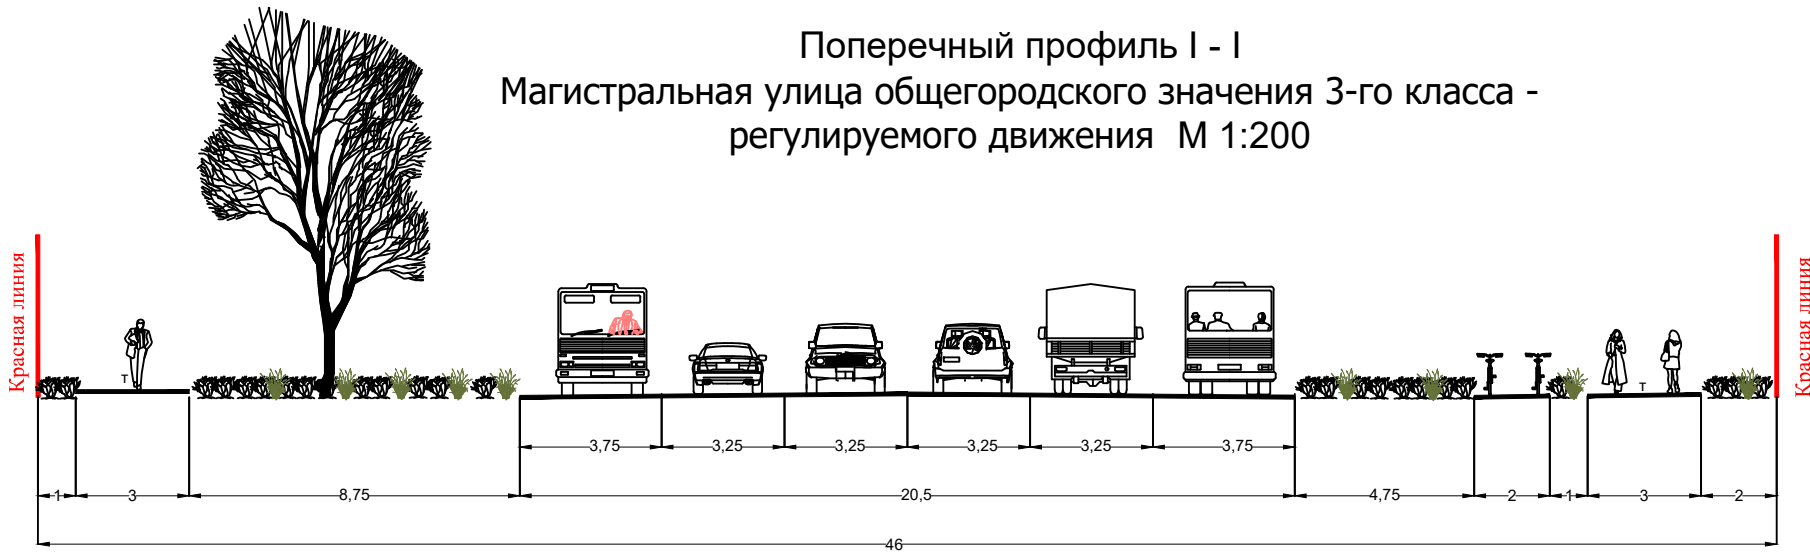 Поперечный профиль I - I
Магистральная улица общегородского значения 3-го класса -
регулируемого движения М 1:200
Красная линия
Красная линия
Т
Т
3,75 3,25 3,25 3,25 3,25 3,75
1 3 8,75 20,5 4,75 2 1 3 2
46